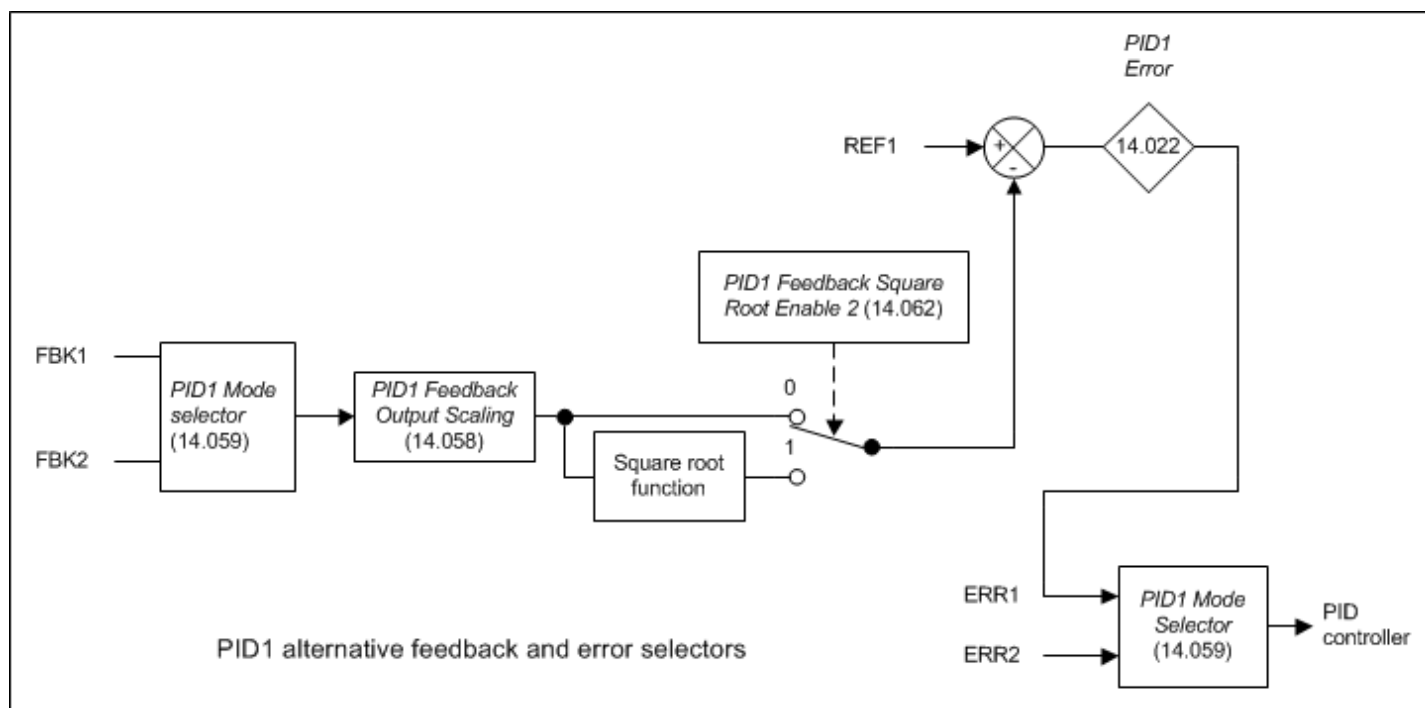 PID1
Error
REF1
+
-
14.022
PID1 Feedback Square
Root Enable 2 (14.062)
FBK1
FBK2
PID1 Mode
selector
(14.059)
PID1 Feedback
Output Scaling
(14.058)
0
1
Square root
function
ERR1
ERR2
PID1 Mode
Selector
(14.059)
PID
controller
PID1 alternative feedback and error selectors